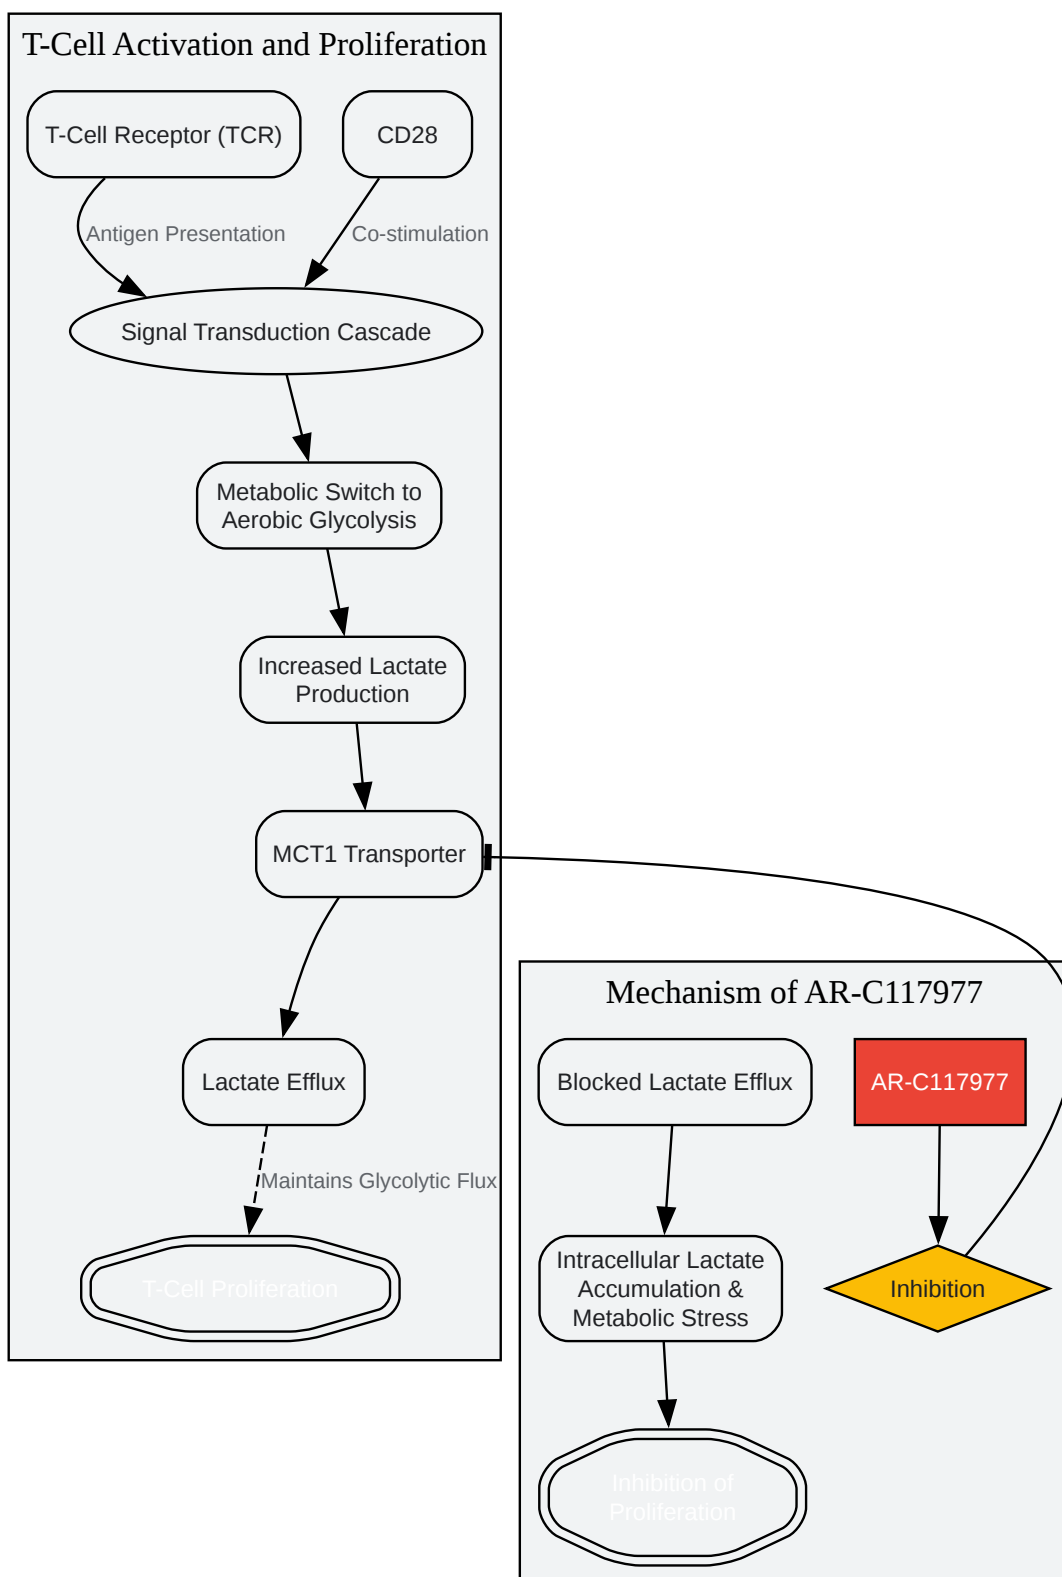 T-Cell Activation and Proliferation
T-Cell Receptor (TCR)
CD28
Antigen Presentation
Co-stimulation
Signal Transduction Cascade
Metabolic Switch to
Aerobic Glycolysis
Increased Lactate
Production
MCT1 Transporter
Lactate Efflux
Maintains Glycolytic Flux
T-Cell Proliferation
Mechanism of AR-C117977
Blocked Lactate Efflux
AR-C117977
Intracellular Lactate
Accumulation &
Metabolic Stress
Inhibition
Inhibition of
Proliferation